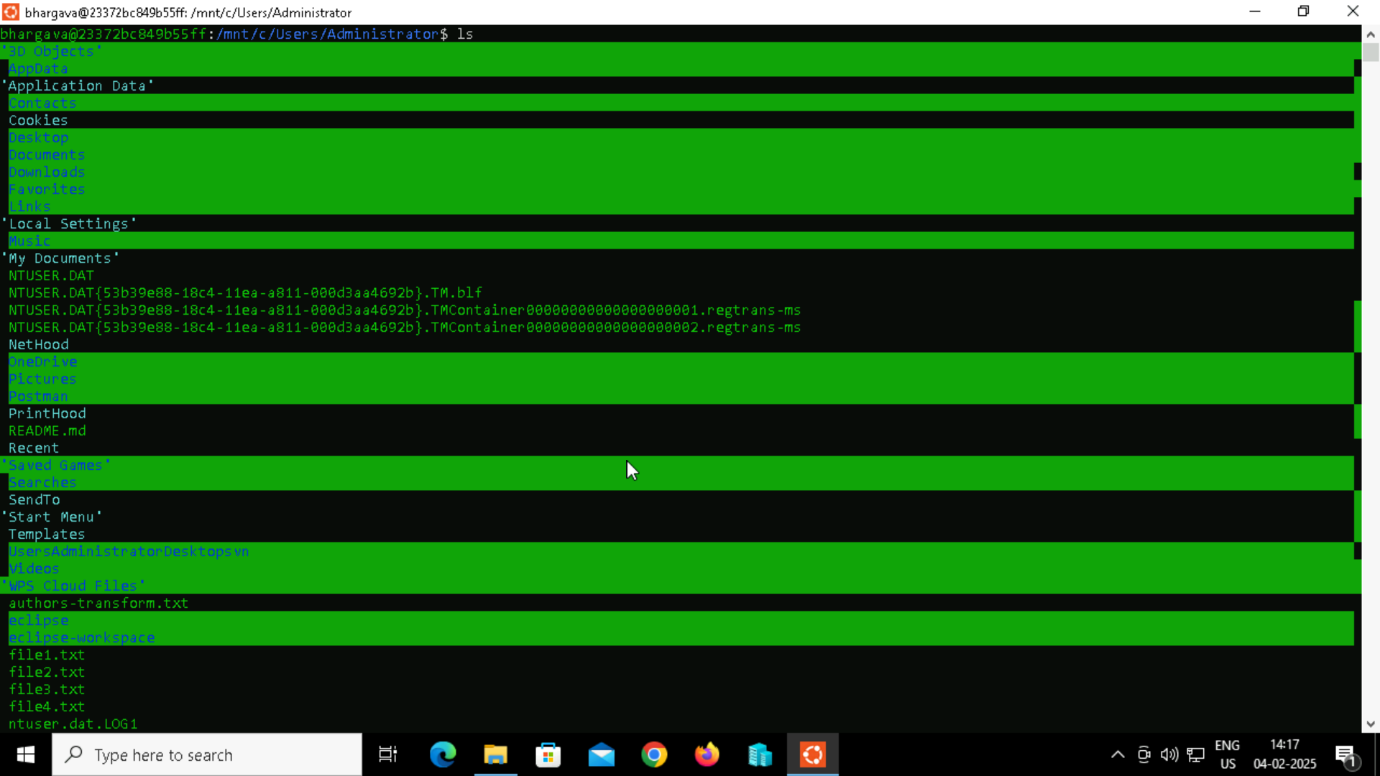 bhargava@23372bc849b55ff: /mnt/c/Users/Administrator
bhargava@23372bc849b55ff:/mnt/c/Users/Administrator$ ls
'3D Objects'
AppData
'Application Data'
Contacts
Cookies
Desktop
Documents
Downloads
Favorites
Links
'Local Settings'
Music
'My Documents'
NTUSER.DAT
NTUSER.DAT{53b39e88-18c4-11ea-a811-000d3aa4692b}.TM.blf
NTUSER.DAT{53b39e88-18c4-11ea-a811-000d3aa4692b}.TMContainer00000000000000000001.regtrans-ms
NTUSER.DAT{53b39e88-18c4-11ea-a811-000d3aa4692b}.TMContainer00000000000000000002.regtrans-ms
NetHood
OneDrive
Pictures
Postman
PrintHood
README.md
Recent
'Saved Games'
Searches
SendTo
'Start Menu'
Templates
UsersAdministratorDesktopsvn
Videos
'WPS Cloud Files'
authors-transform.txt
eclipse
eclipse-workspace
file1.txt
file2.txt
file3.txt
file4.txt
ntuser.dat.LOG1
Type here to search
ENG
US
14:17
04-02-2025
1